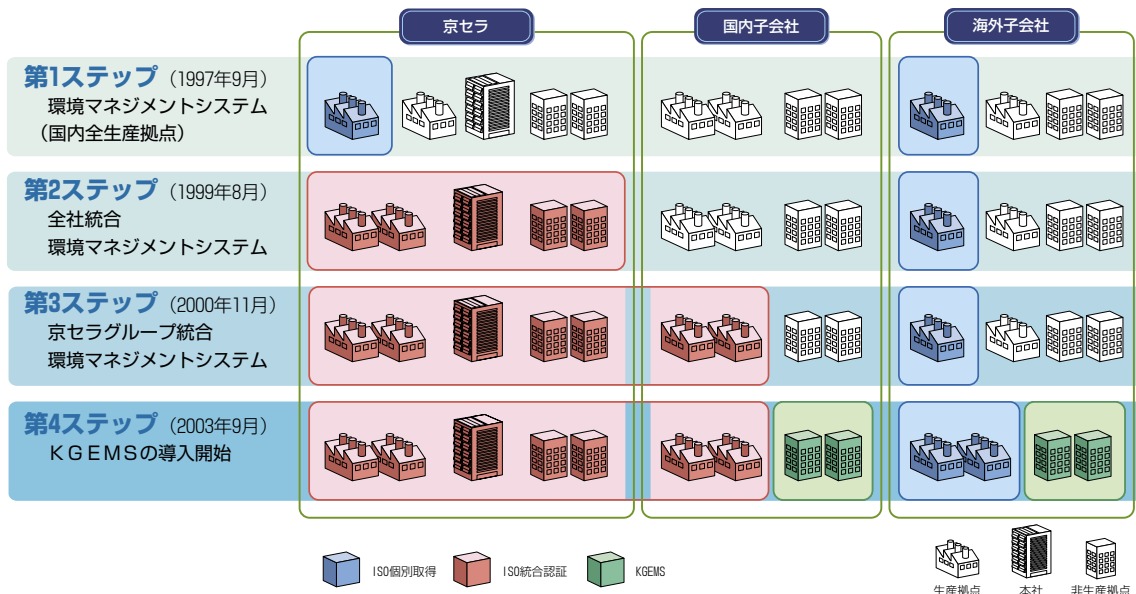 京セラ
国内子会社
海外子会社
第1ステップ（1997年9月）
環境マネジメントシステム
（国内全生産拠点）
第2ステップ（1999年8月）
全社統合
環境マネジメントシステム
第3ステップ（2000年11月）
京セラグループ統合
環境マネジメントシステム
第4ステップ（2003年9月）
ＫＧＥＭＳの導入開始
ISO個別取得
ISO統合認証
KGEMS
生産拠点
本社
非生産拠点